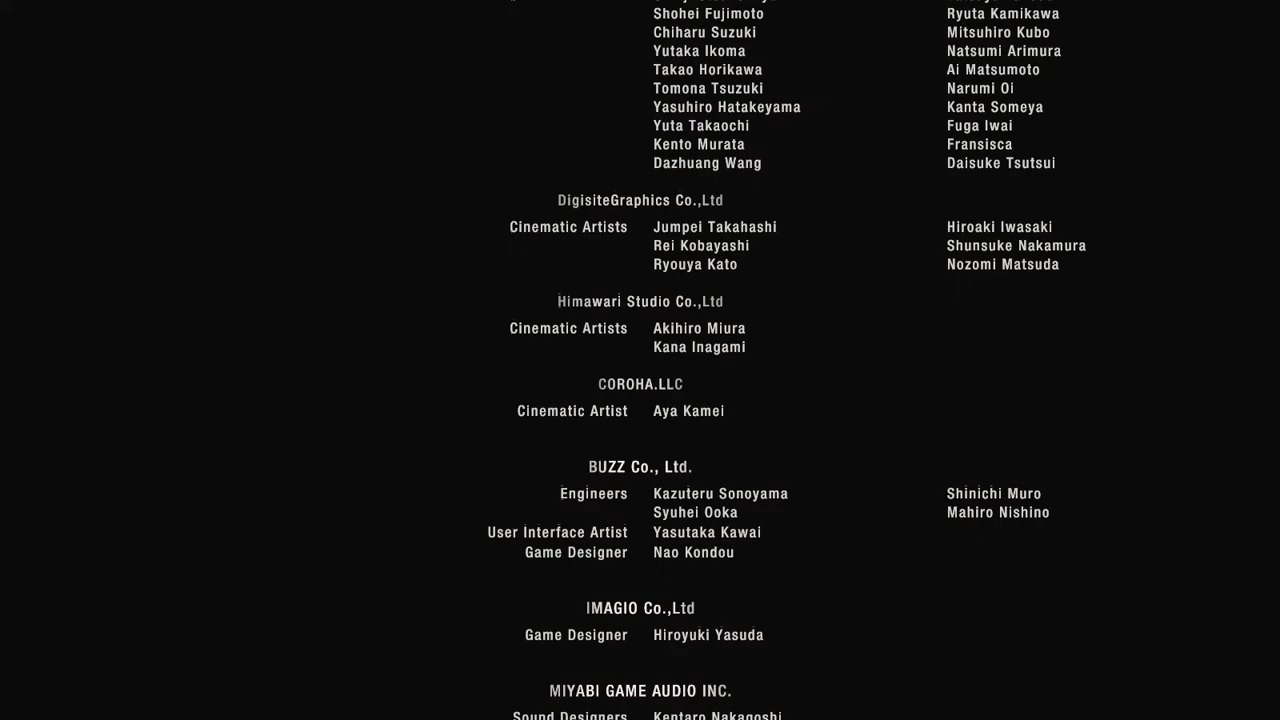 Shohei Fujimoto Ryuta Kamikawa
Chiharu Suzuki Mitsuhiro Kubo
Yutaka Ikoma Natsumi Arimura
Takao Horikawa Ai Matsumoto
Tomona Tsuzuki Narumi Oi
Yasuhiro Hatakeyama Kanta Someya
Yuta Takaochi Fuga Iwai
Kento Murata Fransisca
Dazhuang Wang Daisuke Tsutsui
DigisiteGraphics Co.,Ltd
Cinematic Artists Jumpei Takahashi Hiroaki Iwasaki
Rei Kobayashi Shunsuke Nakamura
Ryouya Kato Nozomi Matsuda
Himawari Studio Co.,Ltd
Cinematic Artists Akihiro Miura
Kana Inagami
COROHA.LLC
Cinematic Artist Aya Kamei
BUZZ Co., Ltd.
Engineers Kazuteru Sonoyama Shinichi Muro
Syuhei Ooka Mahiro Nishino
User Interface Artist Yasutaka Kawai
Game Designer Nao Kondou
IMAGIO Co.,Ltd
Game Designer Hiroyuki Yasuda
MIYABI GAME AUDIO INC.
Sound Designers Kentaro Nakagoshi